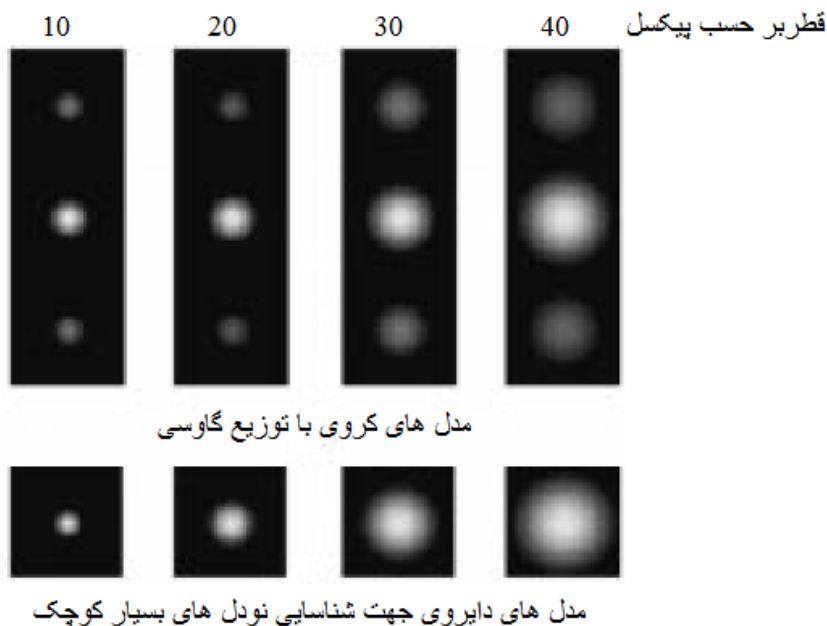 قطربر حسب پیکسل 40 30 20 10
مدل های کروی با توزیع گاوسی
مدل های دایروی جهت شناسایی نودل های بسیار کوچک